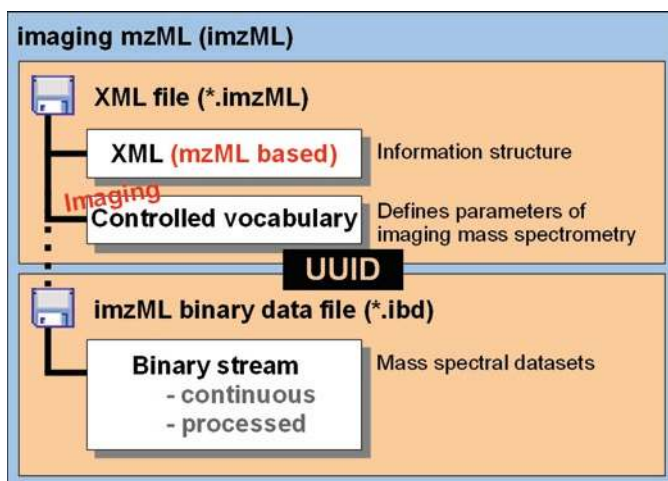 imaging mzML (imzML)
XML file (*.imzML)
XML (mzML based)
Information structure
Imaging
Controlled vocabulary
Defines parameters of
imaging mass spectrometry
UUID
imzML binary data file (*.ibd)
Binary stream
- continuous
- processed
Mass spectral datasets